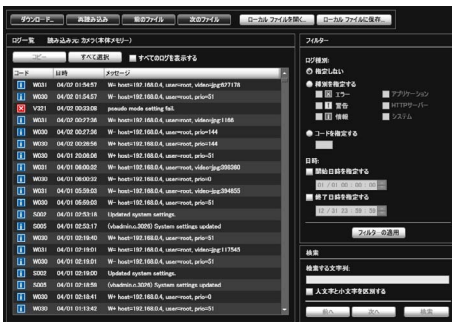 ダウンロード... 再読み込み 前のファイル 次のファイル ローカル ファイルを開く... ローカル ファイルに保存...
ログ一覧 読み込み元: カメラ(本体メモリー)
コピー すべて選択 すべてのログを表示する
コード 日時 メッセージ
W031 04/02 01:54:57 W- host=192.168.0.4, user=root, video=jpg:677178
W030 04/02 01:54:57 W- host=192.168.0.4, user=root, prio=51
V321 04/02 00:33:08 pseudo mode setting fail.
W031 04/02 00:27:36 W- host=192.168.0.4, user=root, video=jpg:1166
W030 04/02 00:27:36 W- host=192.168.0.4, user=root, prio=144
W030 04/02 00:26:56 W+ host=192.168.0.4, user=root, prio=144
W030 04/01 20:06:06 W+ host=192.168.0.4, user=root, prio=51
W031 04/01 06:00:32 W- host=192.168.0.4, user=root, video=jpg:398380
W030 04/01 06:00:32 W- host=192.168.0.4, user=root, prio=0
W031 04/01 05:59:03 W- host=192.168.0.4, user=root, video=jpg:394855
W030 04/01 05:59:03 W- host=192.168.0.4, user=root, prio=51
S002 04/01 02:53:18 Updated system settings.
S005 04/01 02:53:17 (vbadmin.c.3026) System settings updated
W030 04/01 02:19:40 W+ host=192.168.0.4, user=root, prio=51
W031 04/01 02:19:01 W- host=192.168.0.4, user=root, video=jpg:117545
W030 04/01 02:19:01 W- host=192.168.0.4, user=root, prio=51
S002 04/01 02:19:00 Updated system settings.
S005 04/01 02:18:59 (vbadmin.c.3026) System settings updated
W030 04/01 02:18:41 W+ host=192.168.0.4, user=root, prio=0
W030 04/01 01:13:42 W+ host=192.168.0.4, user=root, prio=51
フィルター
ログ種別:
指定しない
種別を指定する
エラー アプリケーション
警告 HTTPサーバー
情報 システム
コードを指定する
日時:
開始日時を指定する
01 / 01 00 : 00 : 00
終了日時を指定する
12 / 31 23 : 59 : 59
フィルターの適用
検索
検索する文字列:
大文字と小文字を区別する
前へ 次へ 検索